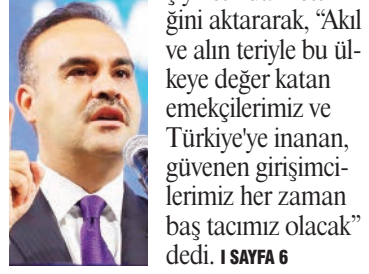 ğini aktararak, “Akıl
ve alın teriyle bu ül-
keye değer katan
emekçilerimiz ve
Türkiye'ye inanan,
güvenen girişimci-
lerimiz her zaman
baş tacımız olacak”
dedi. I SAYFA 6